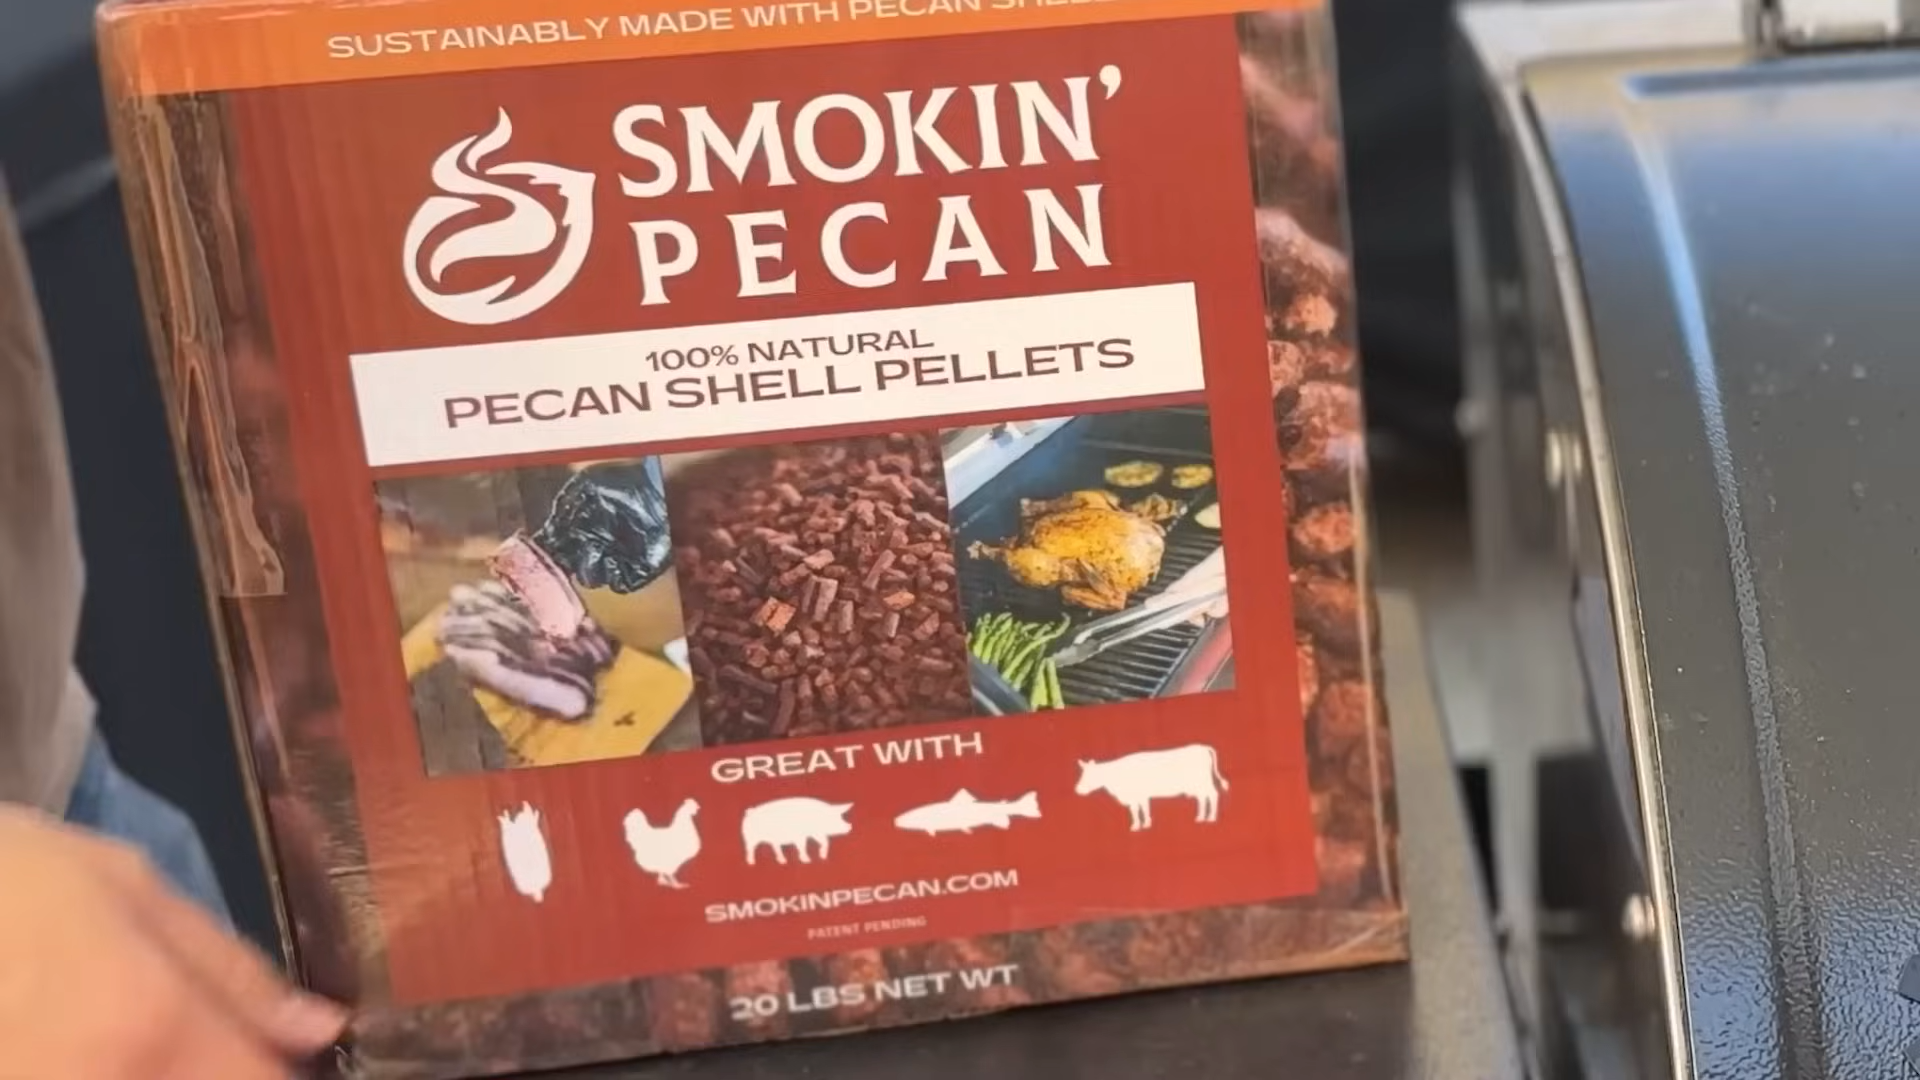 SUSTAINABLY MADE WITH PECAN SHELLS
SMOKIN'
PECAN
100% NATURAL
PECAN SHELL PELLETS
GREAT WITH
SMOKINPECAN.COM
PATENT PENDING
20 LBS NET WT